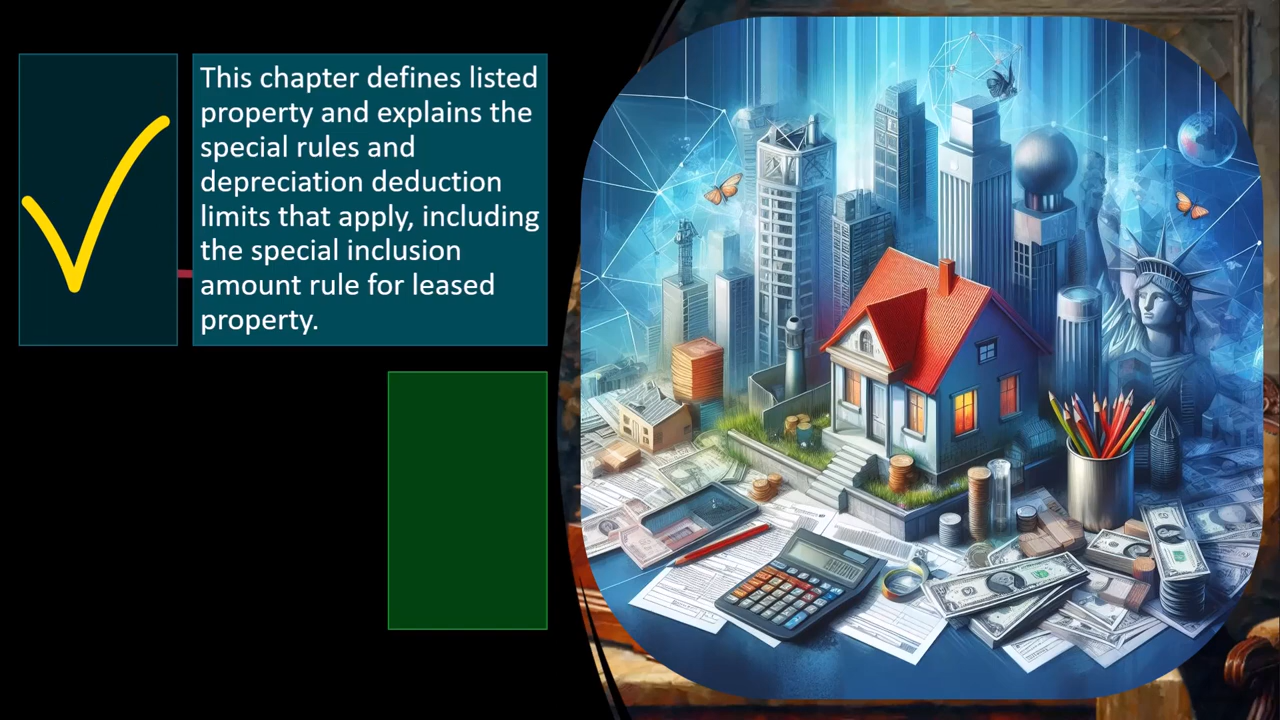 This chapter defines listed
property and explains the
special rules and
depreciation deduction
limits that apply, including
the special inclusion
amount rule for leased
property.